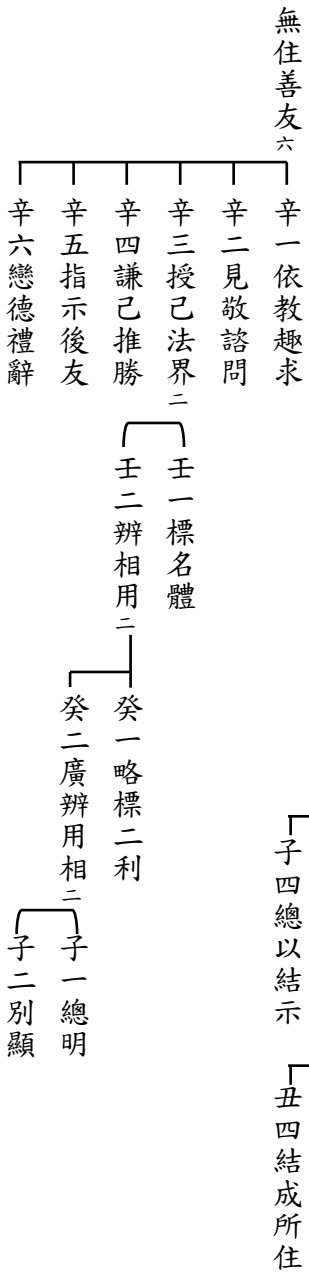 子四總以結示
丑四結成所住
無住善友六
辛一依教趣求
辛二見敬諮問
辛三授己法界二
壬一標名體
壬二辨相用二
癸一略標二利
癸二廣辨用相二
子一總明
子二別顯
辛四謙己推勝
辛五指示後友
辛六戀德禮辭